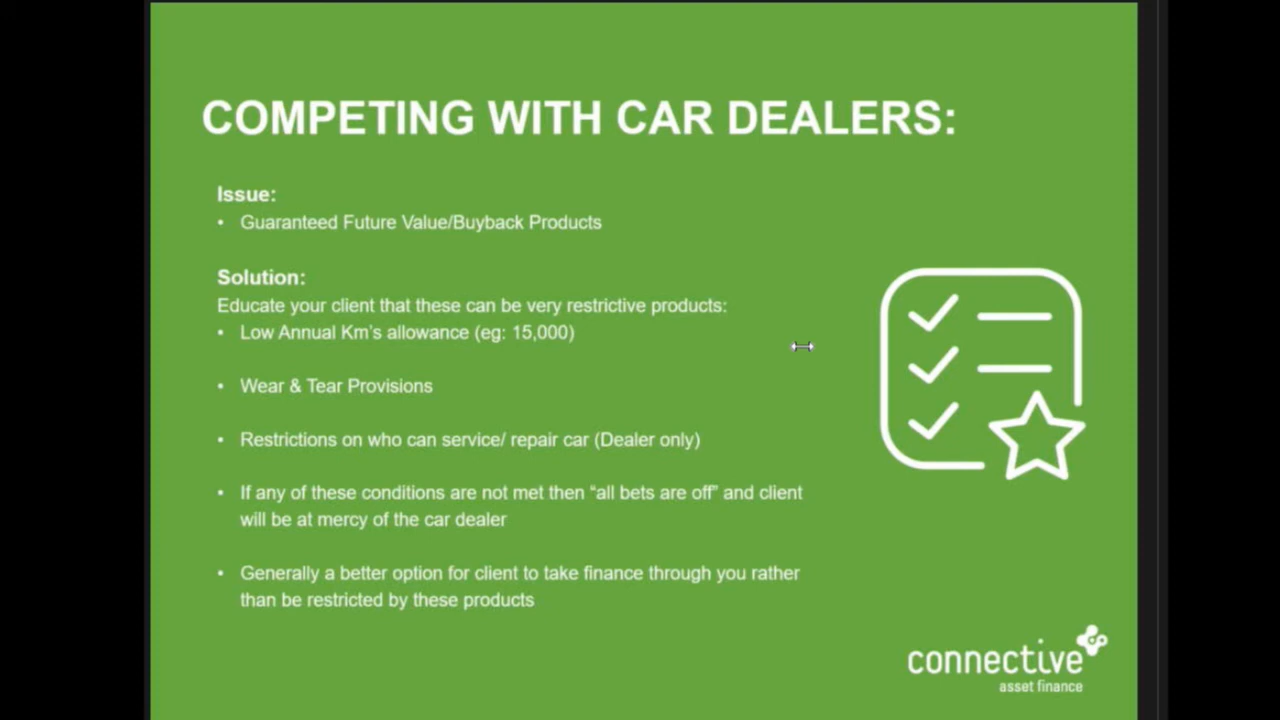 COMPETING WITH CAR DEALERS:
Issue:
• Guaranteed Future Value/Buyback Products
Solution:
Educate your client that these can be very restrictive products:
• Low Annual Km's allowance (eg: 15,000)
• Wear & Tear Provisions
• Restrictions on who can service/ repair car (Dealer only)
• If any of these conditions are not met then “all bets are off” and client
will be at mercy of the car dealer
• Generally a better option for client to take finance through you rather
than be restricted by these products
connective
asset finance